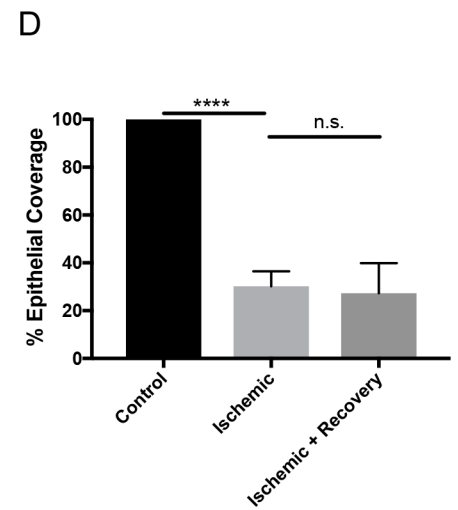 D
****
n.s.
% Epithelial Coverage
100
80
60
40
20
0
Control
Ischemic
Ischemic + Recovery